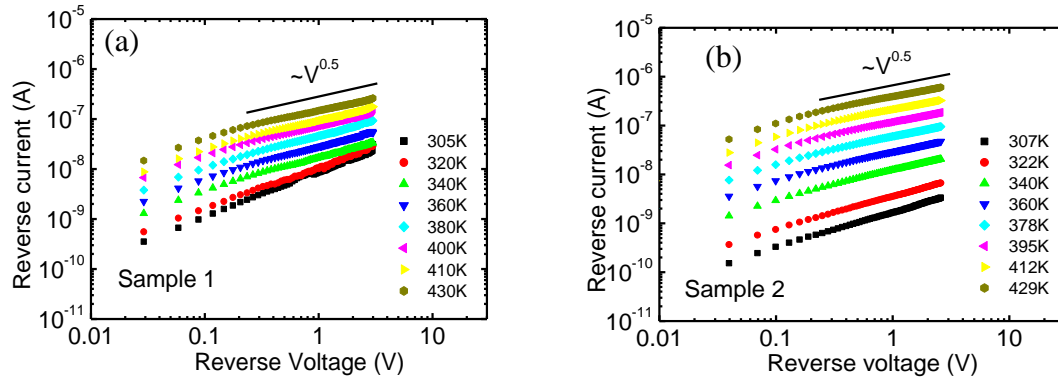 (a)
~V^0.5
Reverse current (A)
10^-5
10^-6
10^-7
10^-8
10^-9
10^-10
10^-11
305K
320K
340K
360K
380K
400K
410K
430K
Sample 1
0.01 0.1 1 10
Reverse Voltage (V)
(b)
~V^0.5
Reverse current (A)
10^-5
10^-6
10^-7
10^-8
10^-9
10^-10
10^-11
307K
322K
340K
360K
378K
395K
412K
429K
Sample 2
0.01 0.1 1 10
Reverse voltage (V)